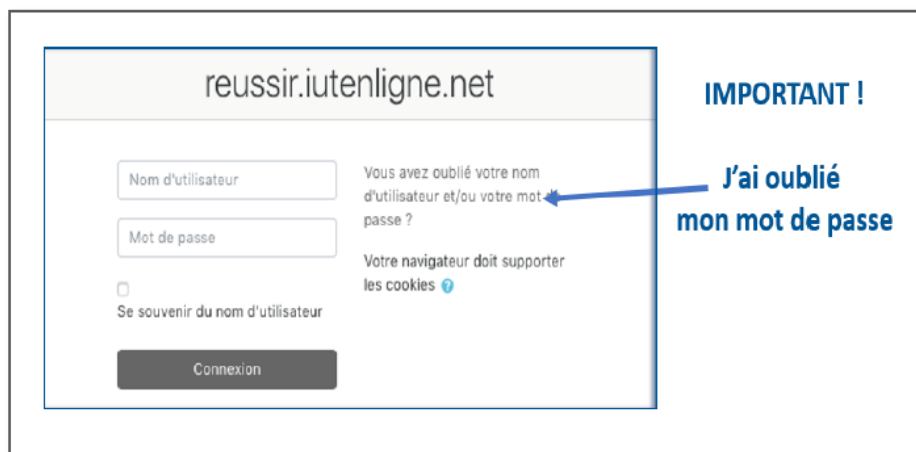 reussir.iutenligne.net
Nom d'utilisateur
Mot de passe
Se souvenir du nom d'utilisateur
Connexion
Vous avez oublié votre nom
d'utilisateur et/ou votre mot de
passe ?
Votre navigateur doit supporter
les cookies ?
IMPORTANT !
J'ai oublié
mon mot de passe